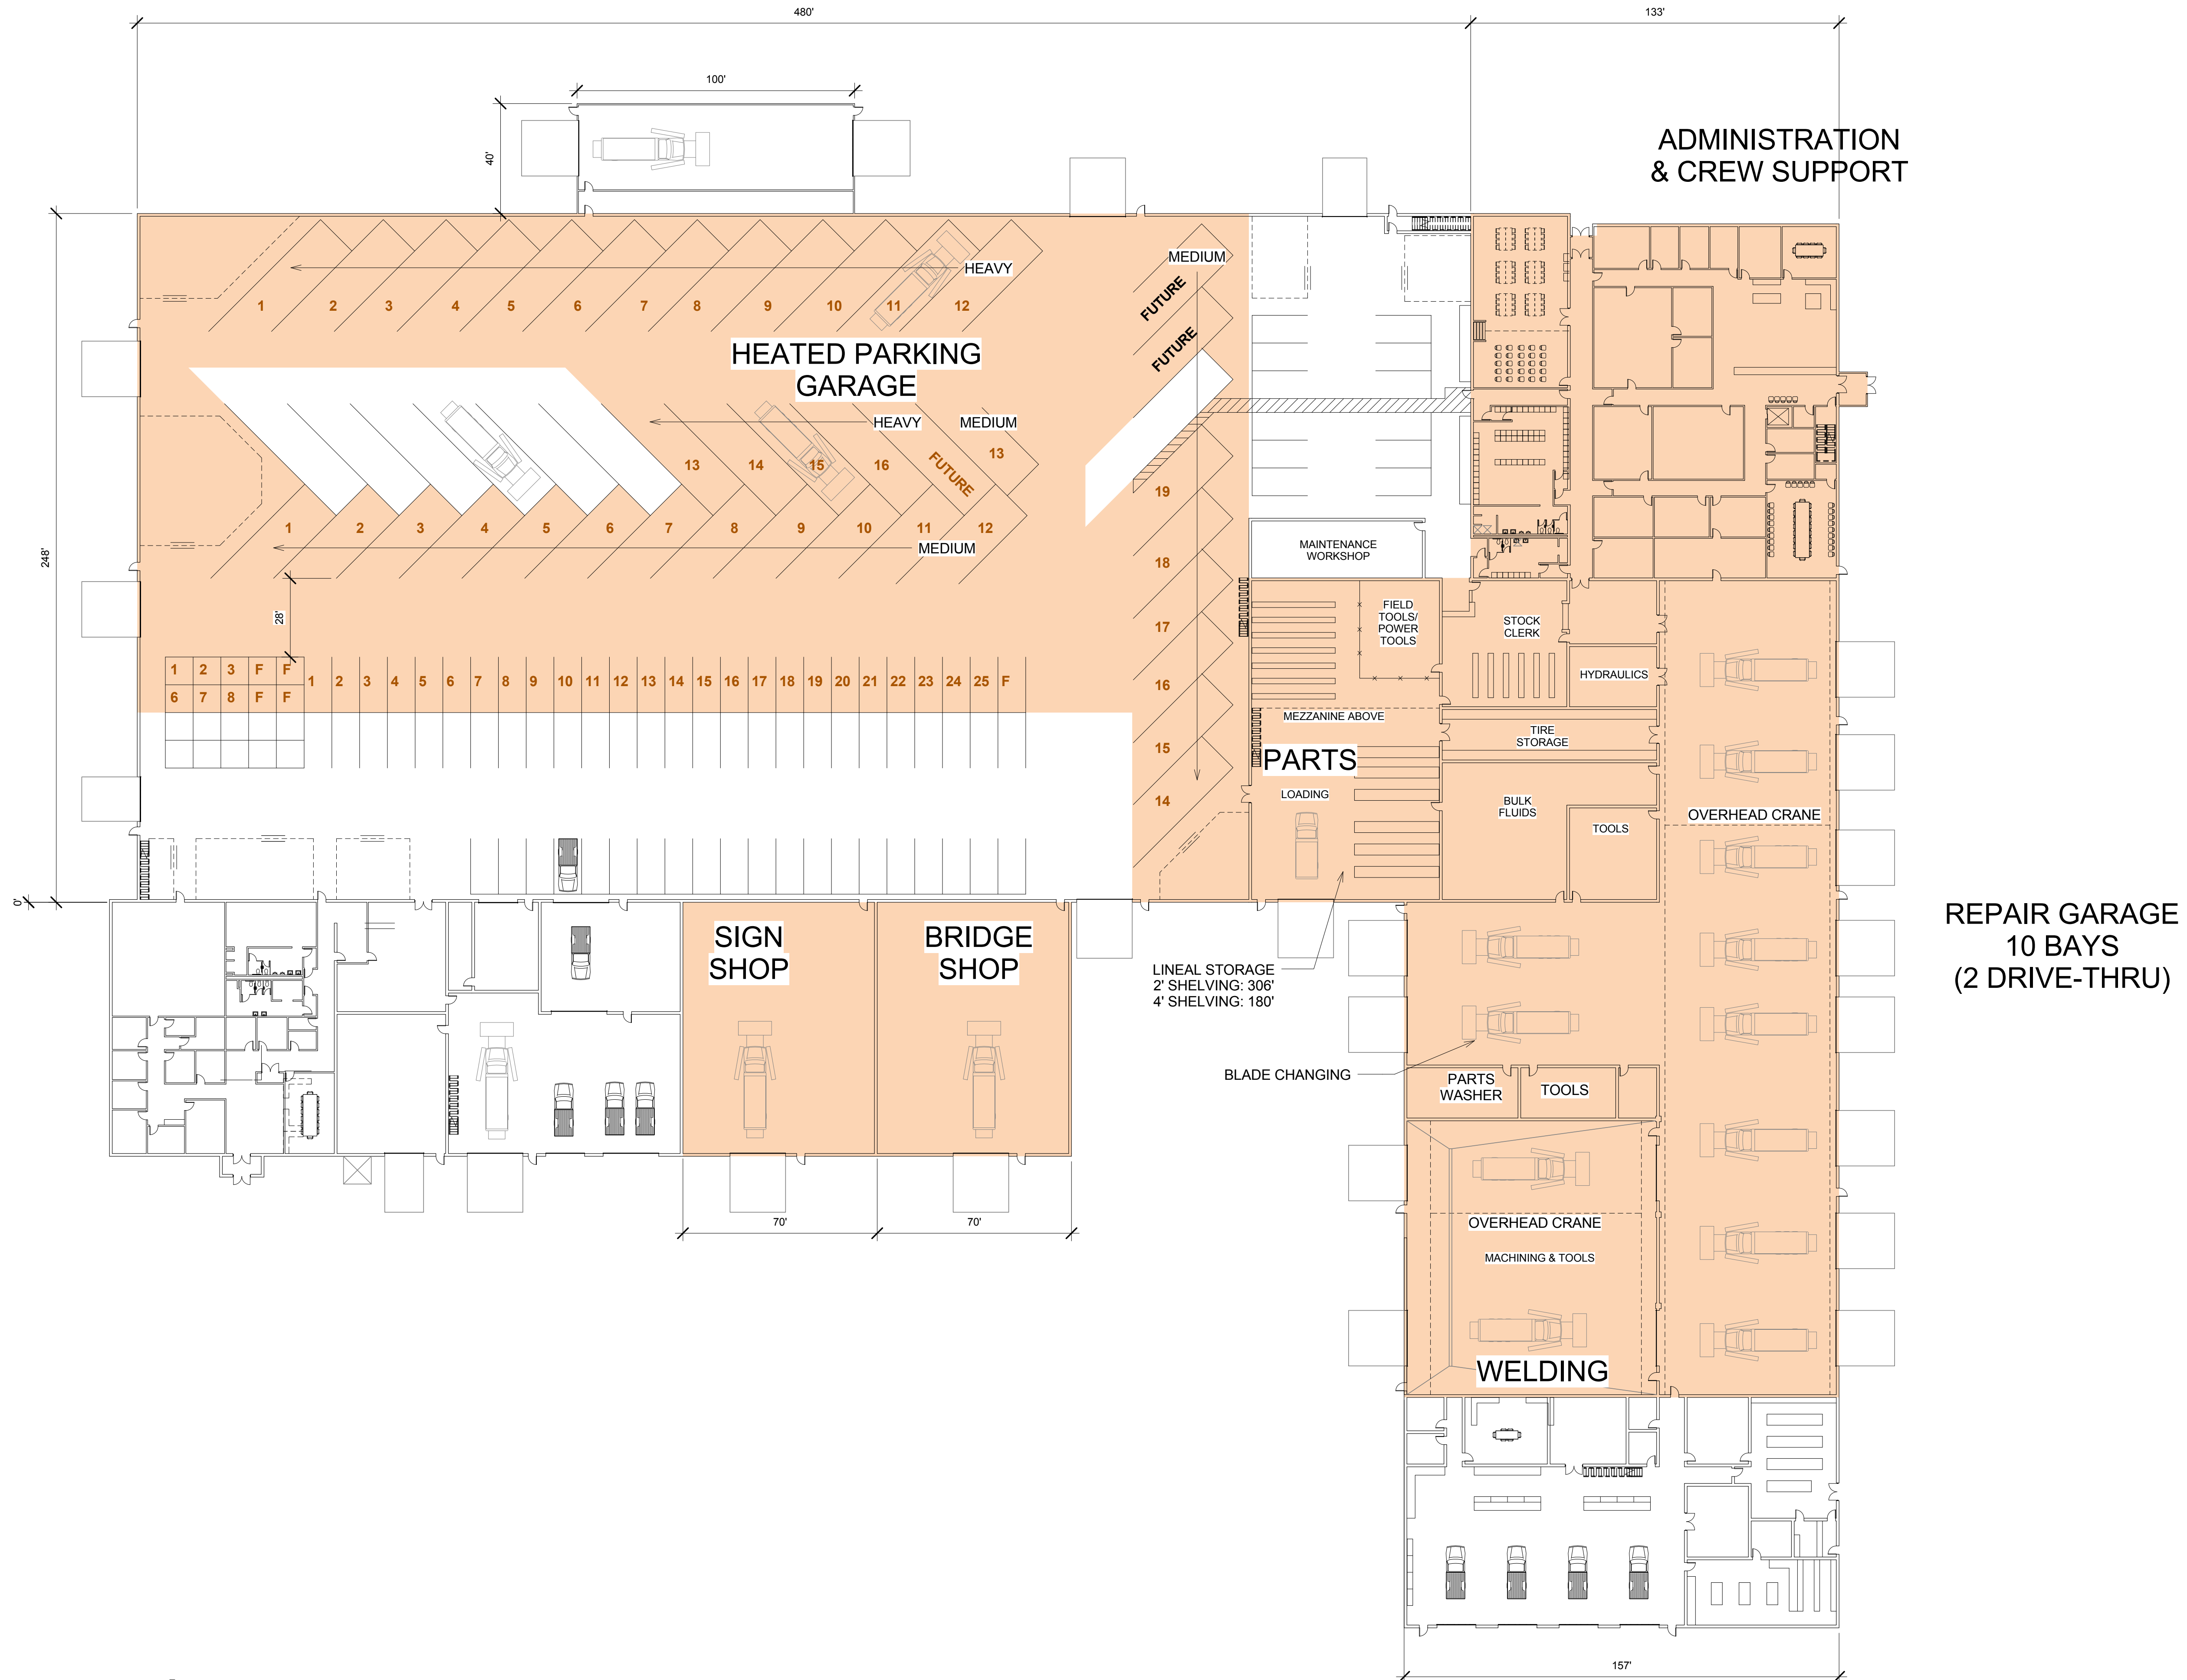 480'
133'
100'
40'
ADMINISTRATION
& CREW SUPPORT
HEAVY
MEDIUM
1 2 3 4 5 6 7 8 9 10 11 12
FUTURE
FUTURE
HEATED PARKING
GARAGE
HEAVY
MEDIUM
13 14 15 16
FUTURE
13
19
1 2 3 4 5 6 7 8 9 10 11 12
MEDIUM
248'
MAINTENANCE
WORKSHOP
18
28'
17
FIELD
TOOLS/
POWER
TOOLS
STOCK
CLERK
HYDRAULICS
16
1 2 3 F F
6 7 8 F F
1 2 3 4 5 6 7 8 9 10 11 12 13 14 15 16 17 18 19 20 21 22 23 24 25 F
MEZZANINE ABOVE
TIRE
STORAGE
15
PARTS
LOADING
14
BULK
FLUIDS
TOOLS
OVERHEAD CRANE
0'
SIGN
SHOP
BRIDGE
SHOP
LINEAL STORAGE
2' SHELVING: 306'
4' SHELVING: 180'
REPAIR GARAGE
10 BAYS
(2 DRIVE-THRU)
BLADE CHANGING
PARTS
WASHER
TOOLS
70'
70'
OVERHEAD CRANE
MACHINING & TOOLS
WELDING
157'